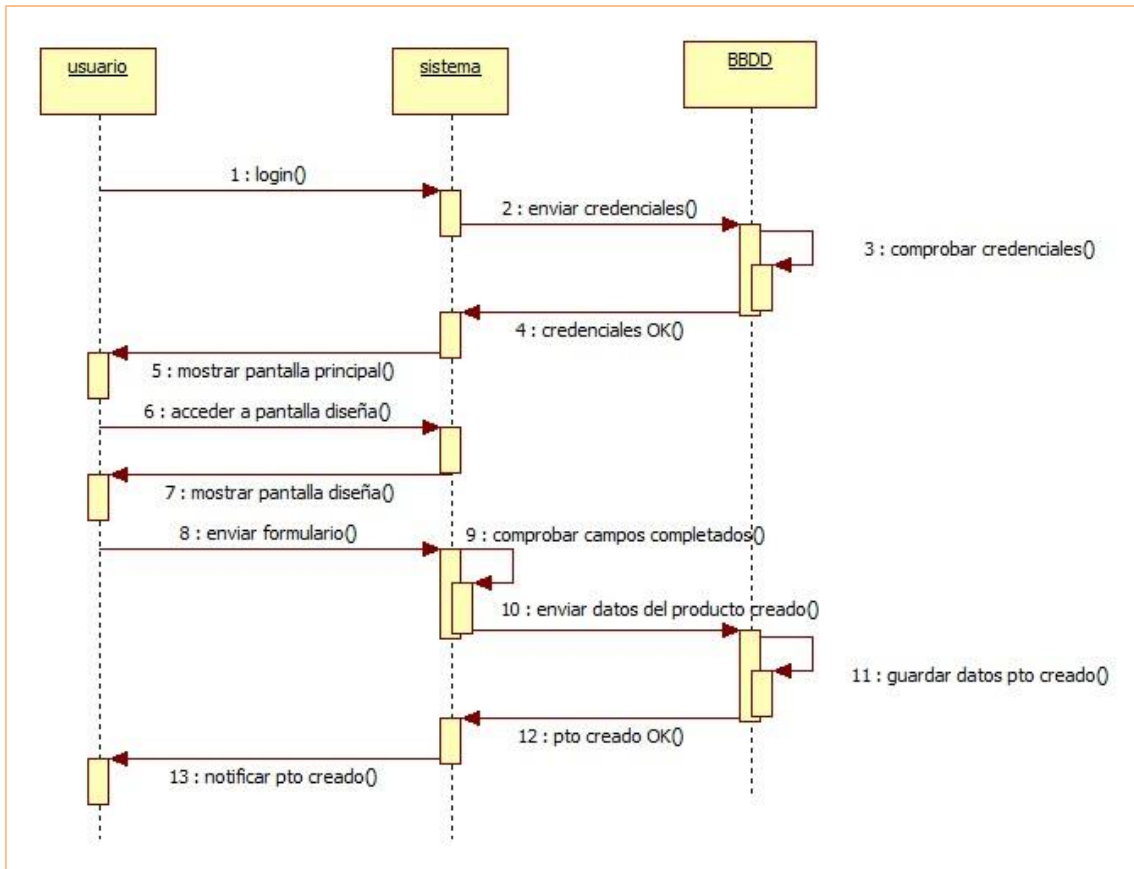 usuario
sistema
BBDD
1 : login()
2 : enviar credenciales()
3 : comprobar credenciales()
4 : credenciales OK()
5 : mostrar pantalla principal()
6 : acceder a pantalla diseña()
7 : mostrar pantalla diseña()
8 : enviar formulario()
9 : comprobar campos completados()
10 : enviar datos del producto creado()
11 : guardar datos pto creado()
12 : pto creado OK()
13 : notificar pto creado()